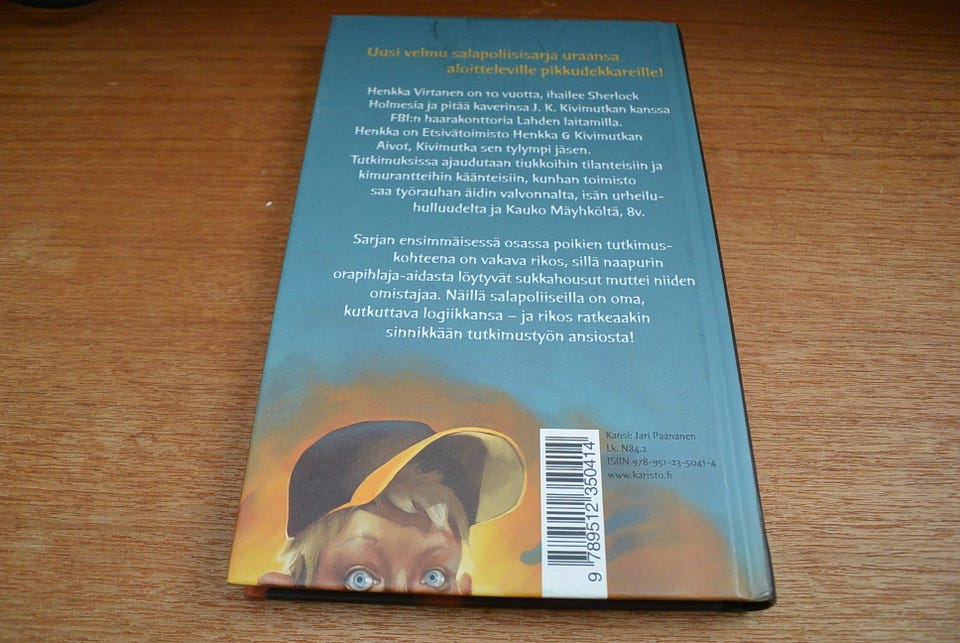 Uusi velmu salapoliisisarja uraansa
aloitteleville pikkudekkareille!
Henkka Virtanen on 10 vuotta, ihailee Sherlock
Holmesia ja pitää kaverinsa J. K. Kivimutkan kanssa
FBI:n haarakonttoria Lahden laitamilla.
Henkka on Etsivätoimisto Henkka & Kivimutkan
Aivot, Kivimutka sen tylympi jäsen.
Tutkimuksissa ajaudutaan tiukkoihin tilanteisiin ja
kimurantteihin käänteisiin, kunhan toimisto
saa työrauhan äidin valvonnalta, isän urheilu-
hulluudelta ja Kauko Mäyhköltä, 8v.
Sarjan ensimmäisessä osassa poikien tutkimus-
kohteena on vakava rikos, sillä naapurin
orapihlaja-aidasta löytyvät sukkahousut muttei niiden
omistajaa. Näillä salapoliiseilla on oma,
kutkuttava logiikkansa – ja rikos ratkeaakin
sinnikkään tutkimustyön ansiosta!
Kansi: Jari Paananen
Lk. N84.2
ISBN 978-951-23-5041-4
www.karisto.fi
9 789512 350414